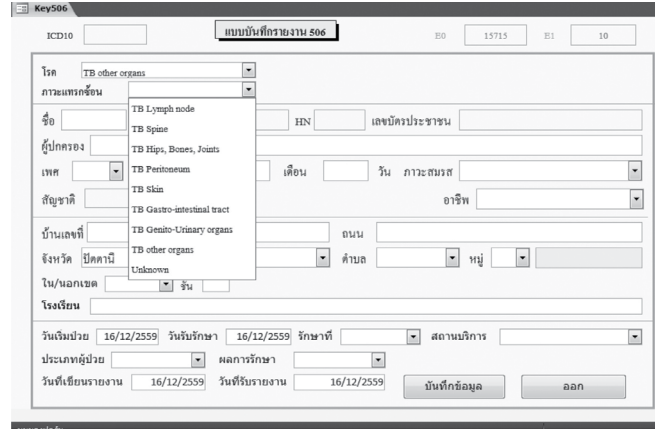 Key506
ICD10 แบบบันทึกรายงาน 506 E0 15715 E1 10
โรค TB other organs
ภาวะแทรกซ้อน
TB Lymph node
TB Spine
TB Hips, Bones, Joints
TB Peritoneum
TB Skin
TB Gastro-intestinal tract
TB Genito-Urinary organs
TB other organs
Unknown
ชื่อ HN เลขบัตรประชาชน
ผู้ปกครอง
เพศ เดือน วัน ภาวะสมรส
สัญชาติ อาชีพ
บ้านเลขที่ ถนน
จังหวัด ปัตตานี ตำบล หมู่
ใน/นอกเขต ชั้น
โรงเรียน
วันเริ่มป่วย 16/12/2559 วันรับรักษา 16/12/2559 รักษาที่ สถานบริการ
ประเภทผู้ป่วย ผลการรักษา
วันที่เขียนรายงาน 16/12/2559 วันที่รับรายงาน 16/12/2559 บันทึกข้อมูล ออก